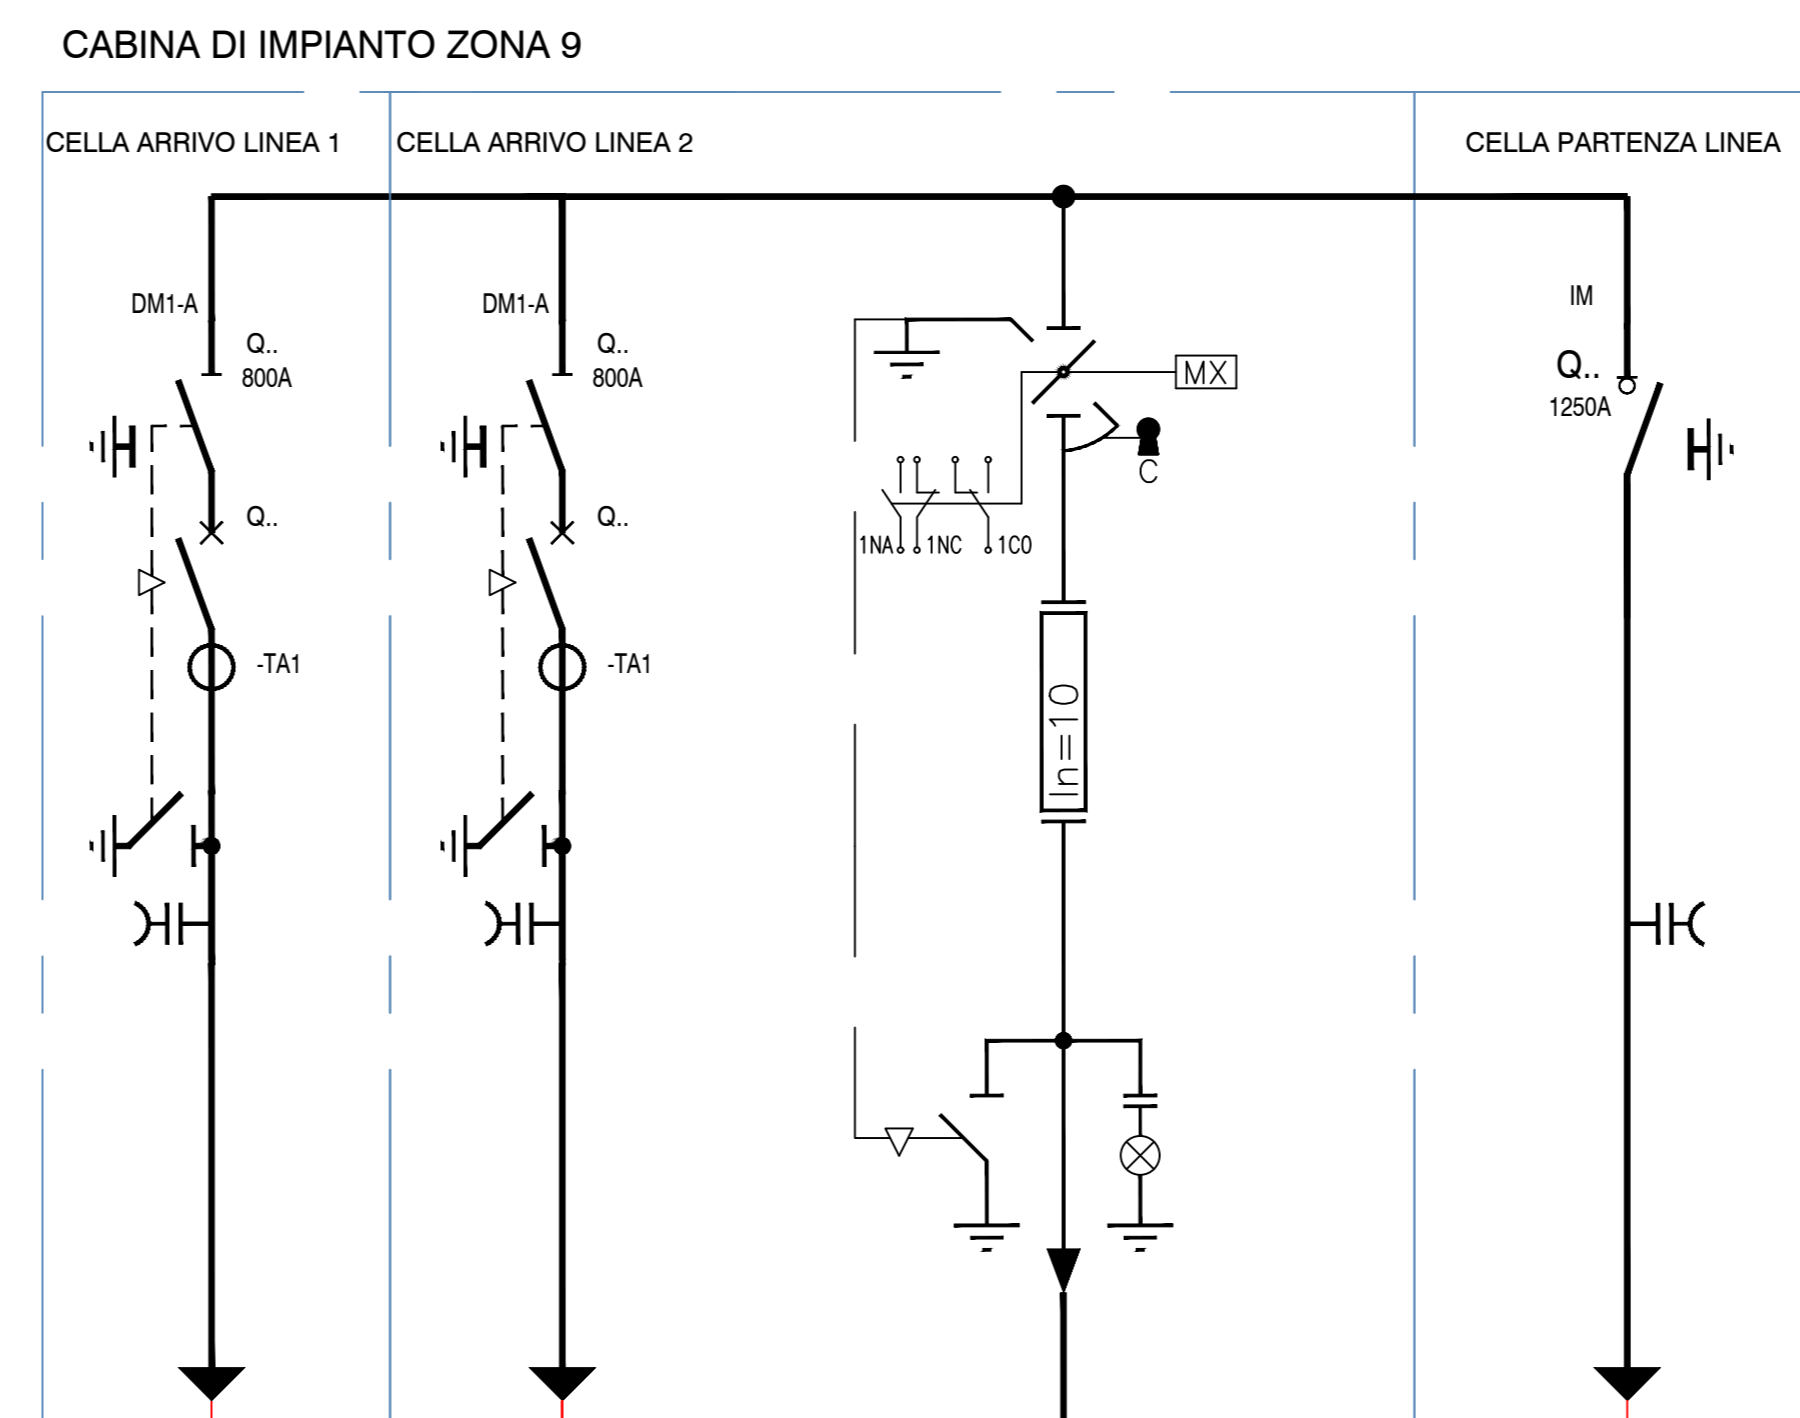 CABINA DI IMPIANTO ZONA 9
CELLA ARRIVO LINEA 1
CELLA ARRIVO LINEA 2
CELLA PARTENZA LINEA
DM1-A
Q..
800A
Q..
-TA1
DM1-A
Q..
800A
Q..
-TA1
MX
C
1NA
1NC
1CO
In=10
IM
Q..
1250A